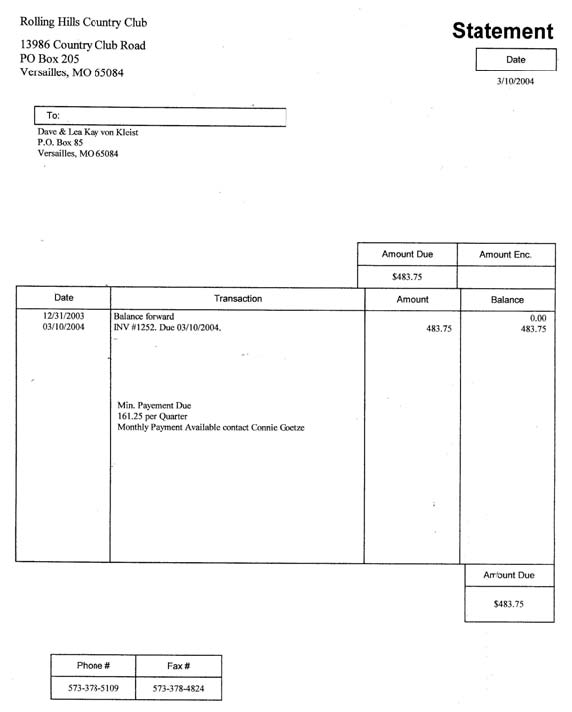 Rolling Hills Country Club
Statement
13986 Country Club Road
PO Box 205
Versailles, MO 65084
Date
3/10/2004
To:
Dave & Lea Kay von Kleist
P.O. Box 85
Versailles, MO 65084
Amount Due Amount Enc.
$483.75
Date Transaction Amount Balance
12/31/2003 Balance forward 0.00
03/10/2004 INV #1252. Due 03/10/2004. 483.75 483.75
Min. Payement Due
161.25 per Quarter
Monthly Payment Available contact Connie Goetze
Amount Due
$483.75
Phone # Fax #
573-378-5109 573-378-4824